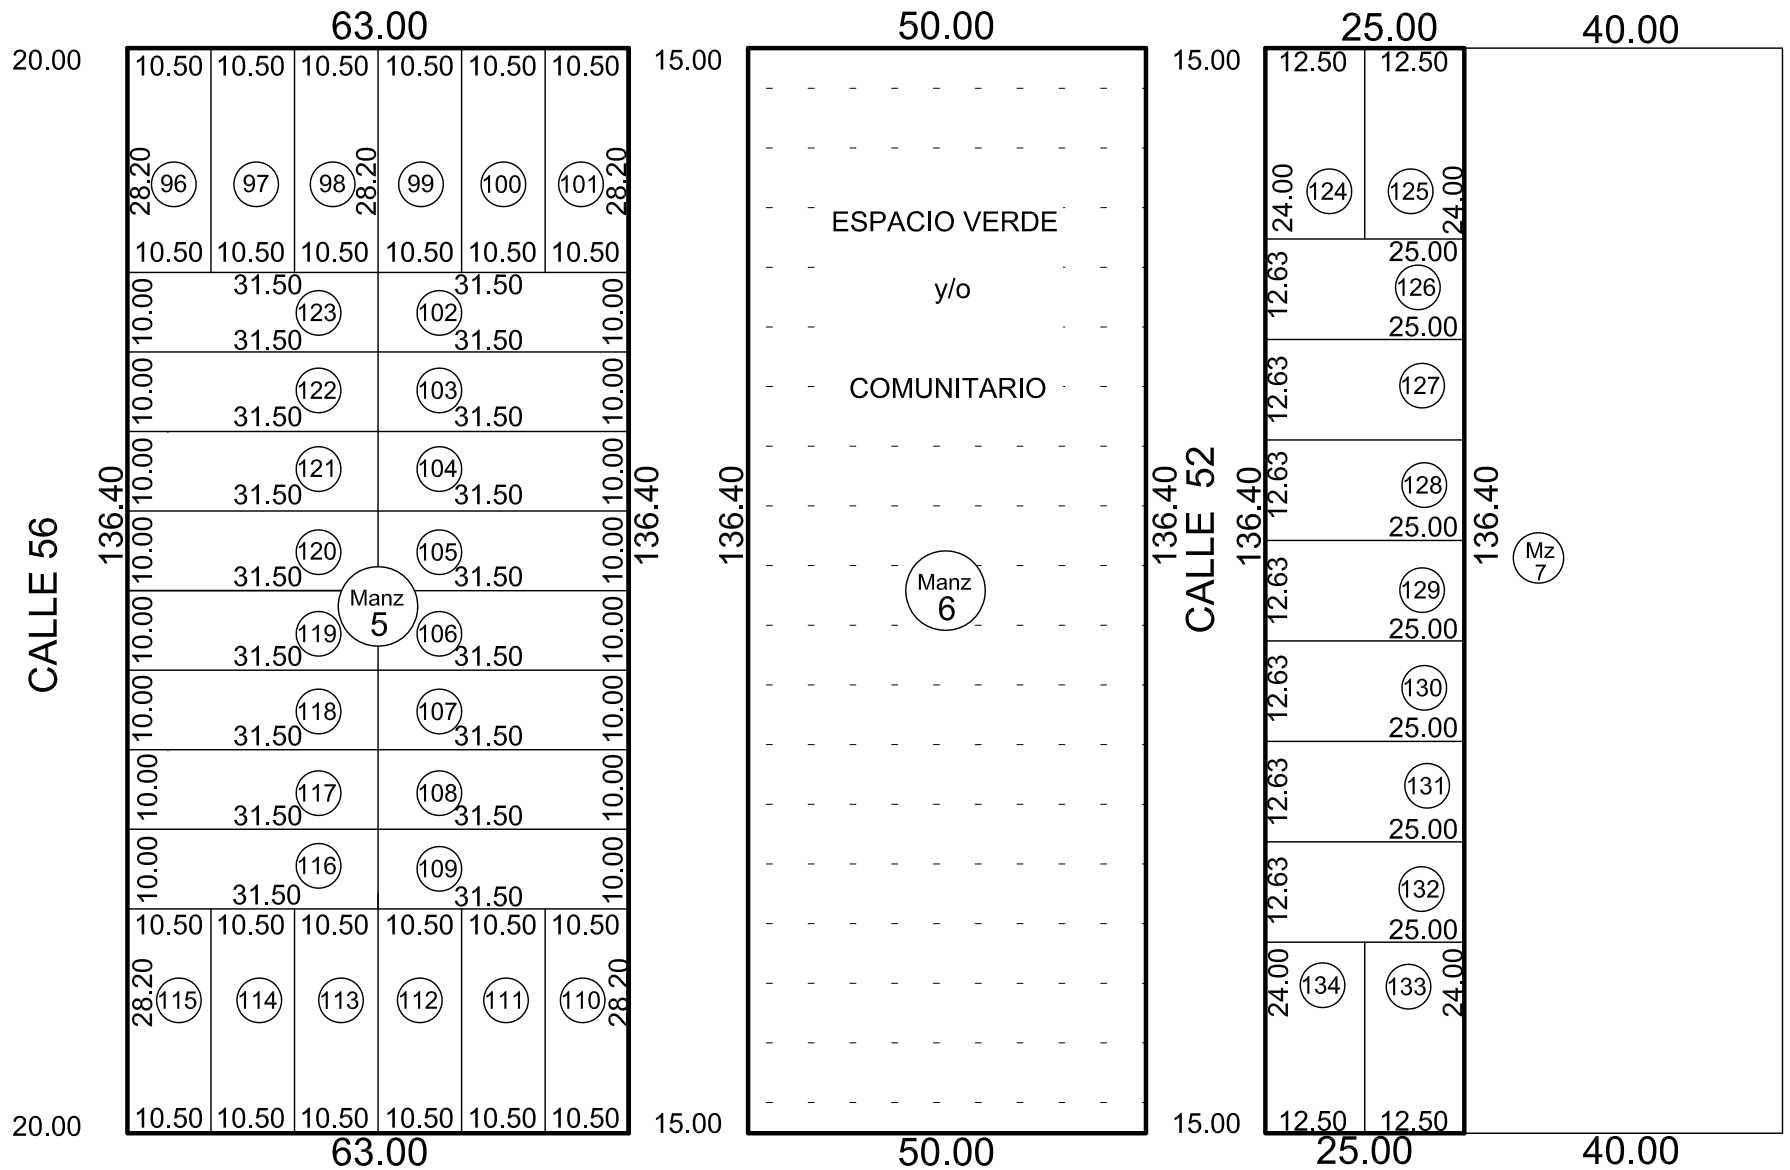 63.00 50.00 25.00 40.00
20.00 15.00 15.00
10.50 10.50 10.50 10.50 10.50 10.50
12.50 12.50
28.20 96 97 98 28.20 99 100 101 28.20
24.00 124 125 24.00
ESPACIO VERDE
y/o
COMUNITARIO
10.50 10.50 10.50 10.50 10.50 10.50
31.50 31.50
10.00 123 102 10.00
31.50 31.50
10.00 122 103 10.00
31.50 31.50
10.00 121 104 10.00
31.50 31.50
10.00 120 105 10.00
31.50 31.50
Manz
5
10.00 119 106 10.00
31.50 31.50
10.00 118 107 10.00
31.50 31.50
10.00 117 108 10.00
31.50 31.50
10.00 116 109 10.00
31.50 31.50
10.50 10.50 10.50 10.50 10.50 10.50
28.20 115 114 113 112 111 110 28.20
10.50 10.50 10.50 10.50 10.50 10.50
CALLE 56
136.40 136.40
136.40 136.40
Manz
6
CALLE 52
136.40 136.40
25.00
12.63 126
25.00
12.63 127
12.63 128
25.00
12.63 129
25.00
12.63 130
25.00
12.63 131
25.00
12.63 132
25.00
24.00 134 133 24.00
12.50 12.50
Mz
7
20.00 15.00 15.00
63.00 50.00 25.00 40.00